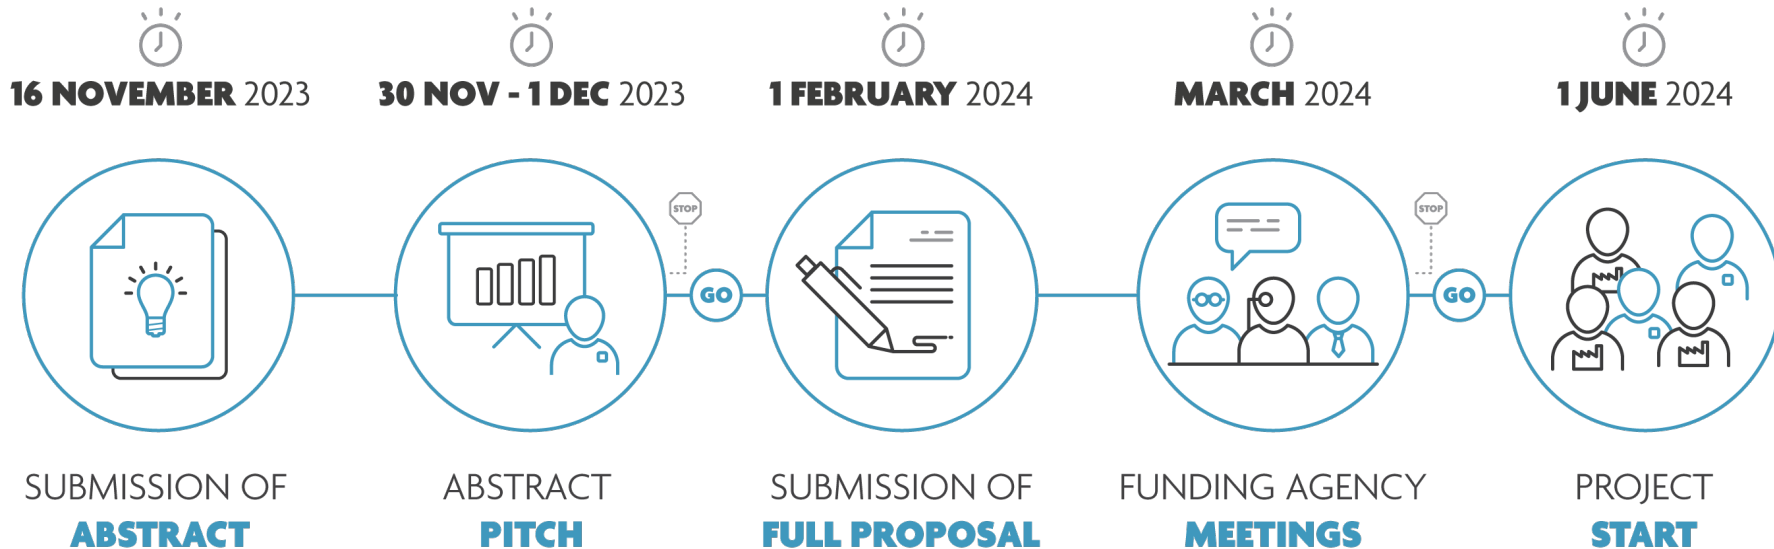 16 NOVEMBER 2023
30 NOV - 1 DEC 2023
1 FEBRUARY 2024
MARCH 2024
1 JUNE 2024
STOP
GO
STOP
GO
SUBMISSION OF
ABSTRACT
ABSTRACT
PITCH
SUBMISSION OF
FULL PROPOSAL
FUNDING AGENCY
MEETINGS
PROJECT
START